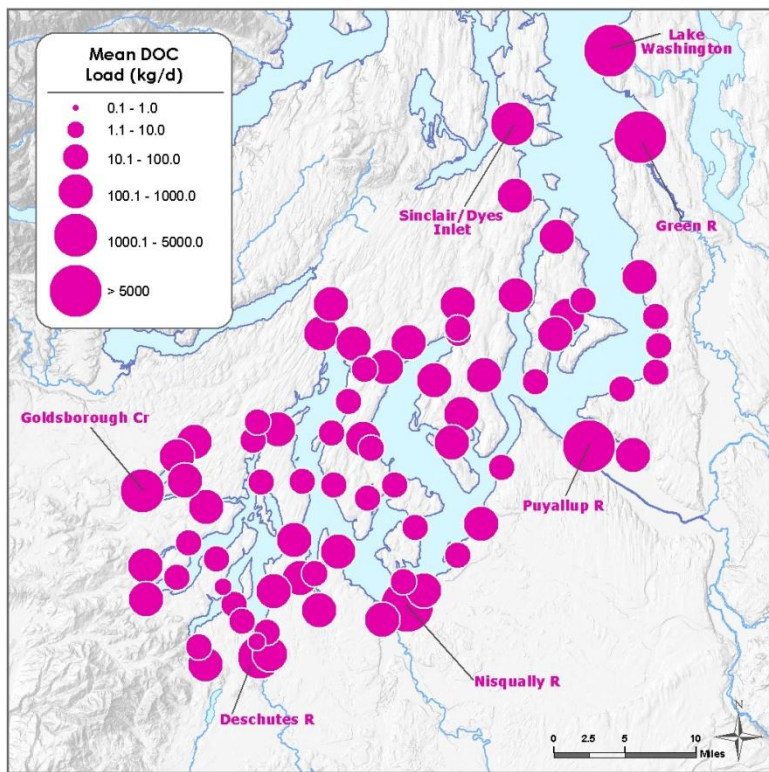 Mean DOC
Load (kg/d)
0.1 - 1.0
1.1 - 10.0
10.1 - 100.0
100.1 - 1000.0
1000.1 - 5000.0
> 5000
Lake
Washington
Sinclair/Dyes
Inlet
Green R
Goldsborough Cr
Puyallup R
Nisqually R
Deschutes R
N
0 2.5 5 10
Miles